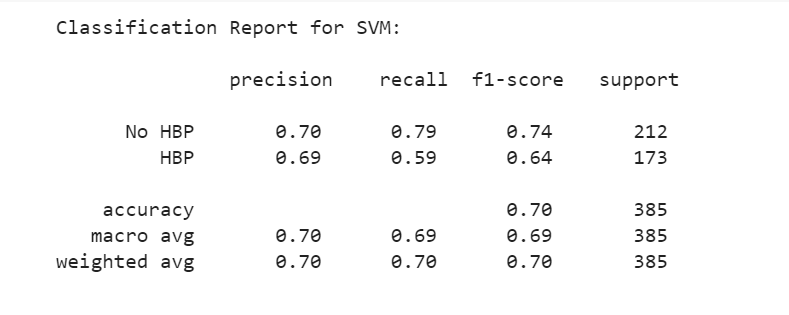 Classification Report for SVM:
precision recall f1-score support
No HBP 0.70 0.79 0.74 212
HBP 0.69 0.59 0.64 173
accuracy 0.70 385
macro avg 0.70 0.69 0.69 385
weighted avg 0.70 0.70 0.70 385